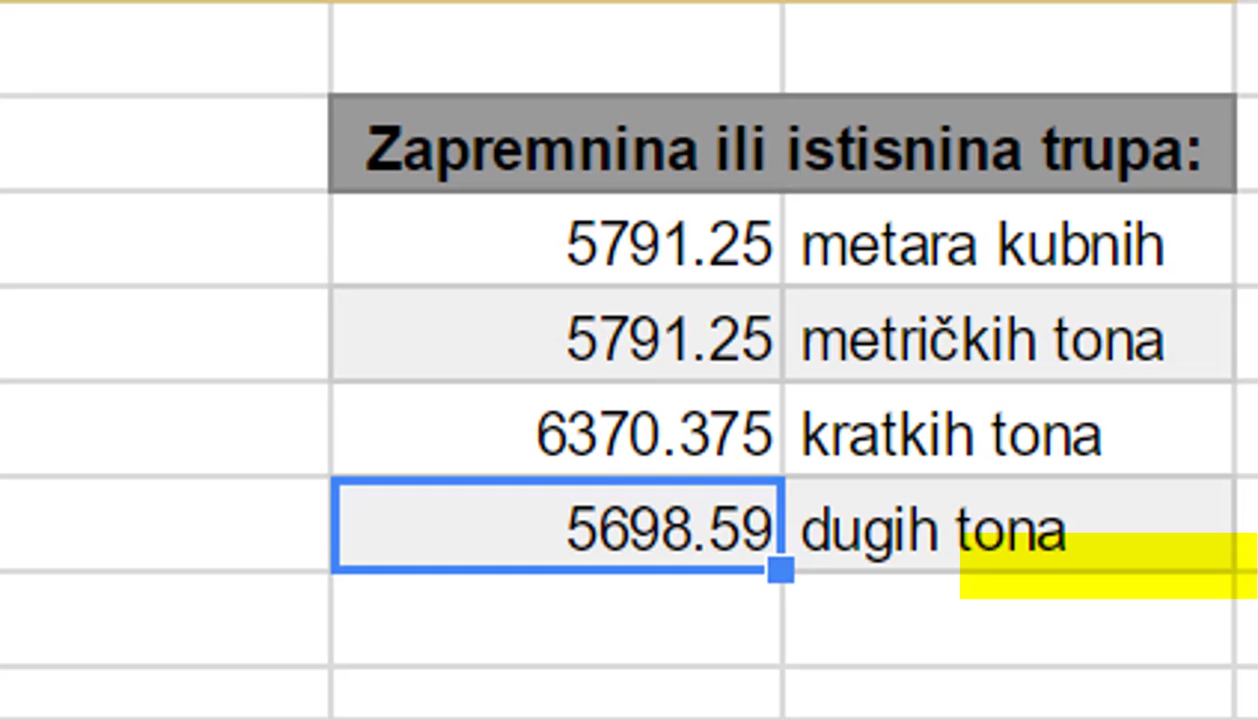 Zapremnina ili istisnina trupa:
5791.25 metara kubnih
5791.25 metričkih tona
6370.375 kratkih tona
5698.59 dugih tona